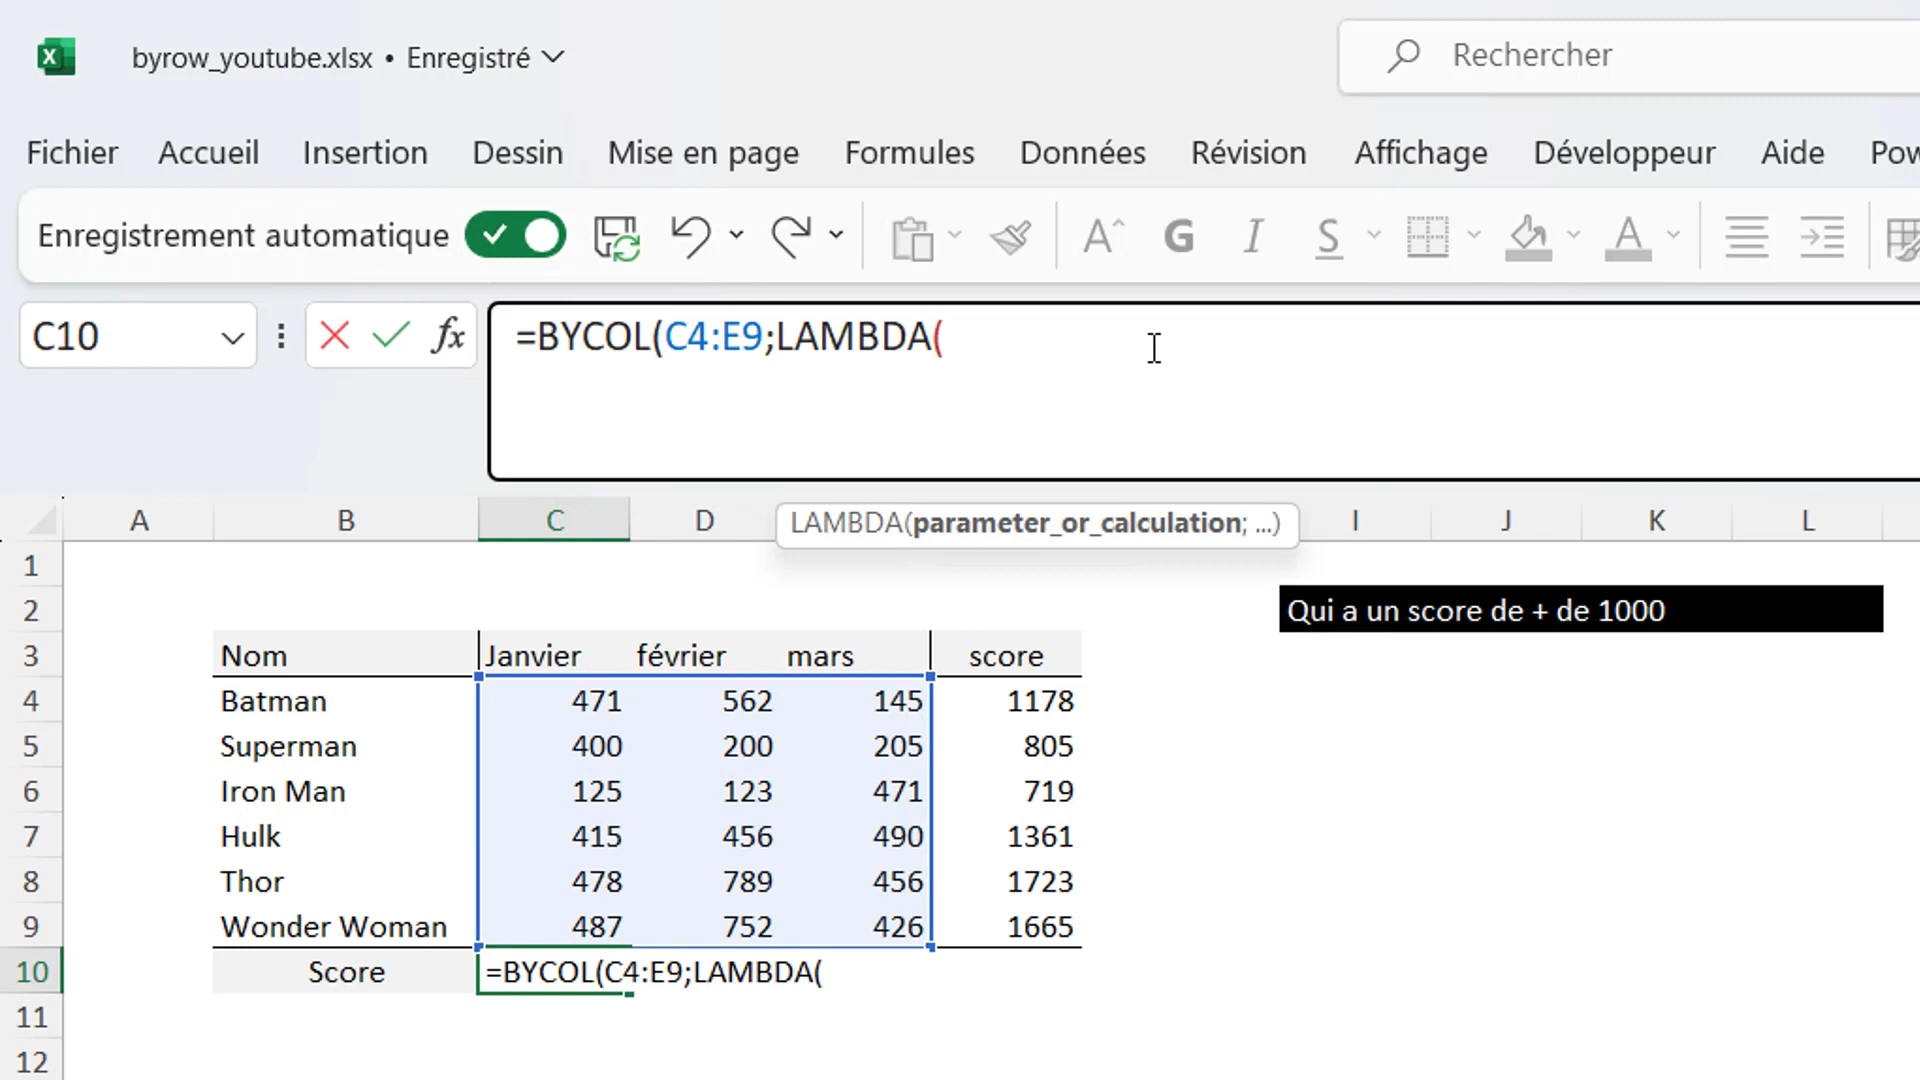 byrow_youtube.xlsx • Enregistré
Rechercher
Fichier Accueil Insertion Dessin Mise en page Formules Données Révision Affichage Développeur Aide Pow
Enregistrement automatique G I S A
C10 fx =BYCOL(C4:E9;LAMBDA(
LAMBDA(parameter_or_calculation; ...)
A B C D I J K L
1
2 Qui a un score de + de 1000
3 Nom Janvier février mars score
4 Batman 471 562 145 1178
5 Superman 400 200 205 805
6 Iron Man 125 123 471 719
7 Hulk 415 456 490 1361
8 Thor 478 789 456 1723
9 Wonder Woman 487 752 426 1665
10 Score =BYCOL(C4:E9;LAMBDA(
11
12